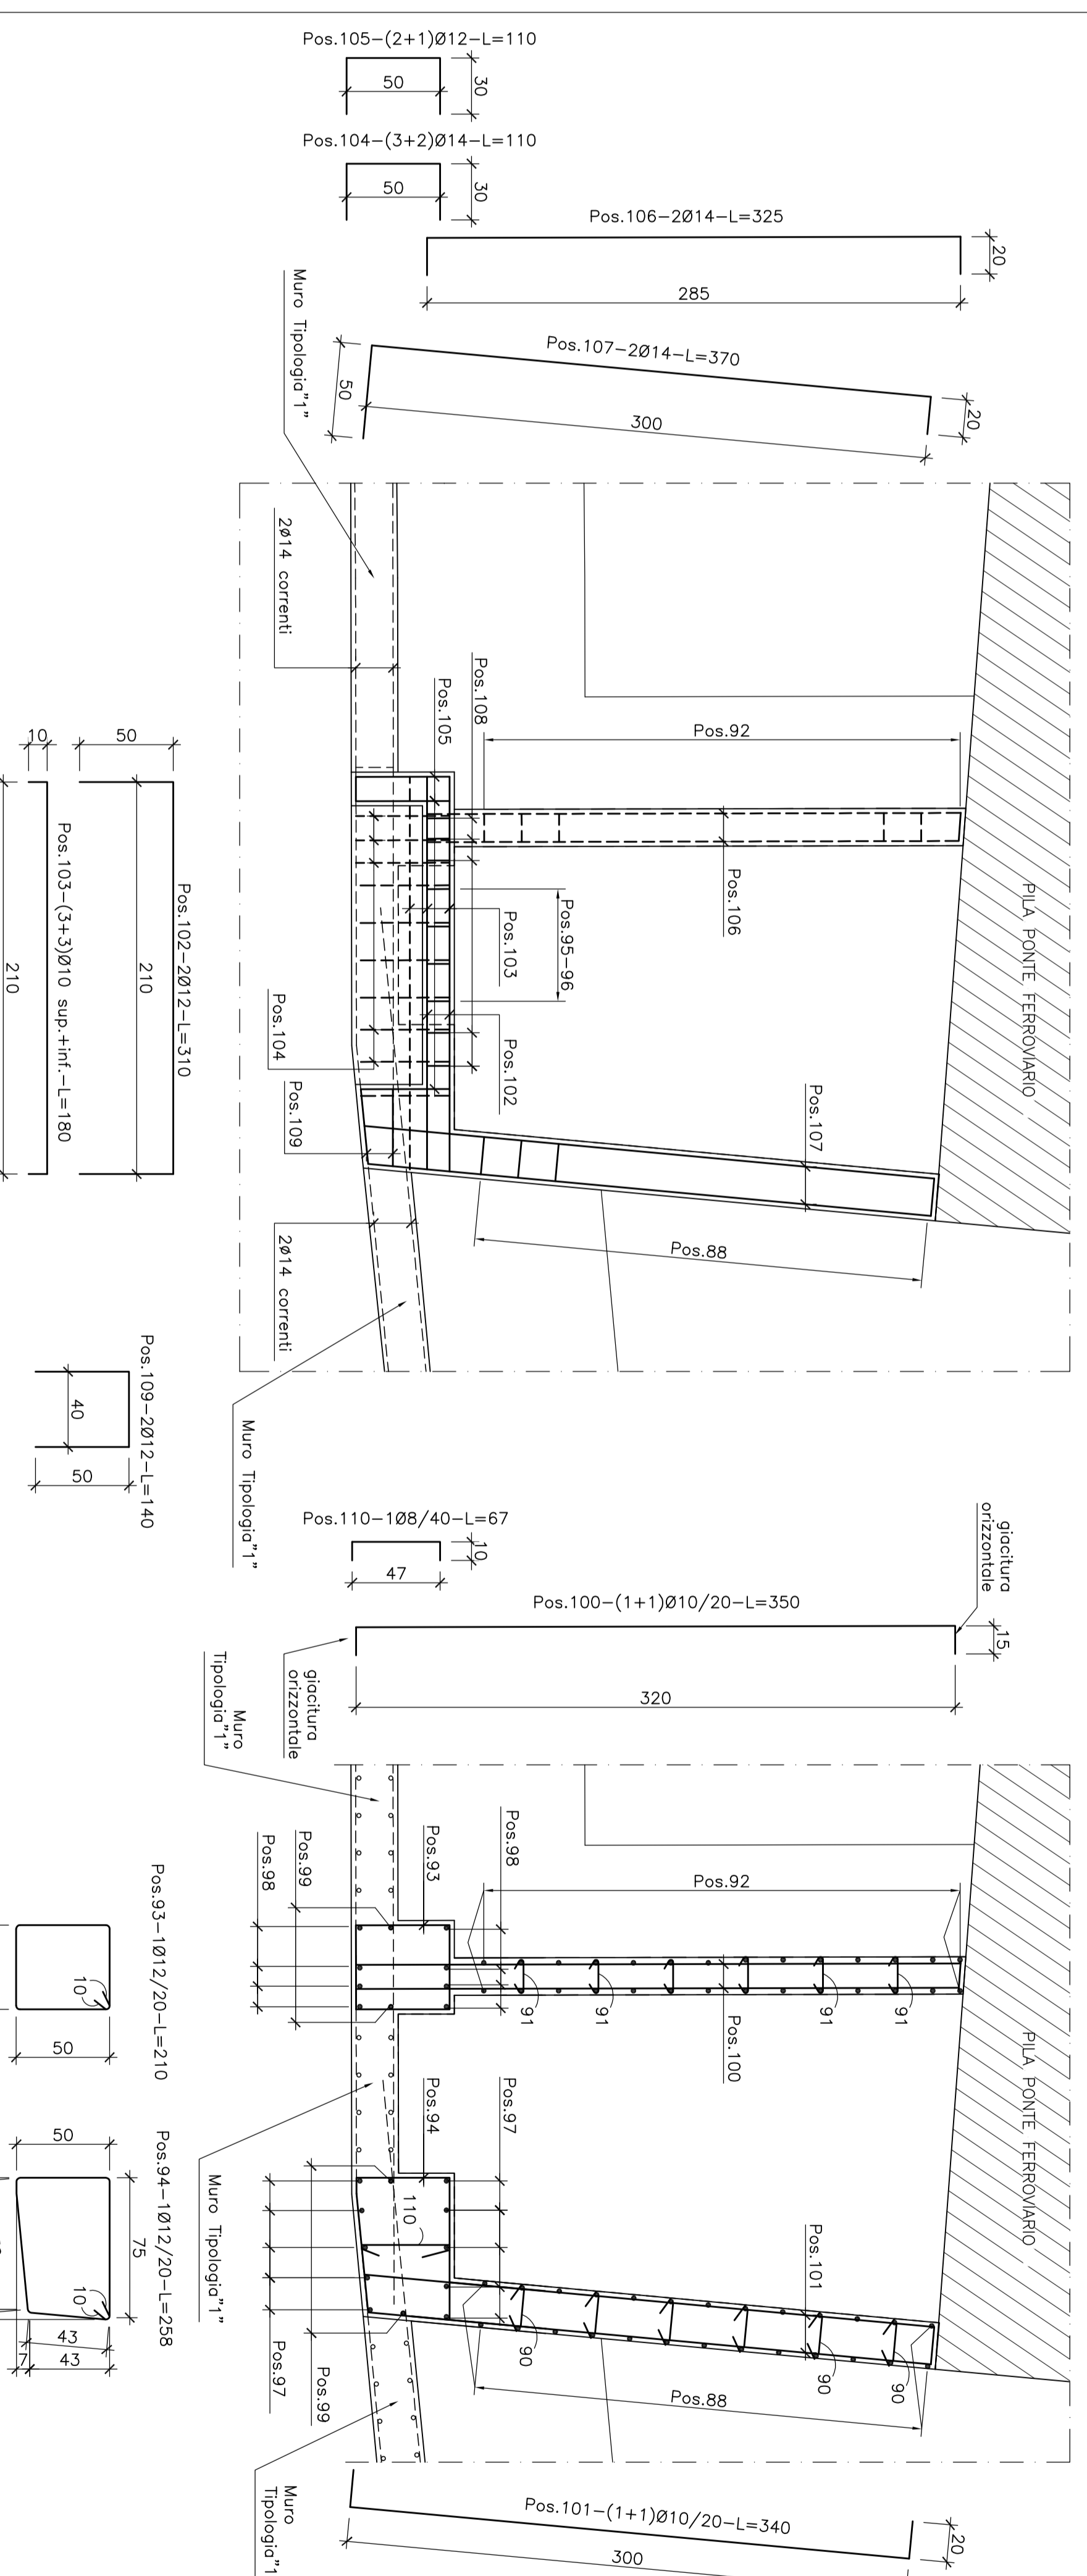 Pos.105-(2+1)Ø12-L=110
50
30
Pos.104-(3+2)Ø14-L=110
50
30
Pos.106-2Ø14-L=325
20
285
Pos.107-2Ø14-L=370
20
50
300
Muro Tipologia"1"
2ø14 correnti
Pos.108
Pos.105
Pos.92
Pos.106
PILA PONTE FERROVIARIO
Pos.103
Pos.95-96
Pos.102
Pos.104
Pos.109
Pos.107
Pos.88
2ø14 correnti
Muro Tipologia"1"
10
50
Pos.103-(3+3)Ø10 sup.+inf.-L=180
Pos.102-2Ø12-L=310
210
210
Pos.109-2Ø12-L=140
40
50
giacitura
orizzontale
Pos.110-1Ø8/40-L=67
10
47
Pos.100-(1+1)Ø10/20-L=350
15
320
giacitura
orizzontale
Muro
Tipologia"1"
Pos.98
Pos.99
Pos.93
Pos.98
Pos.92
91
91
91
91
Pos.100
PILA PONTE FERROVIARIO
Pos.94
Pos.97
110
Pos.101
90
90
90
Pos.88
Pos.97
Pos.99
Muro Tipologia"1"
Muro
Tipologia"1"
Pos.93-1Ø12/20-L=210
10
50
Pos.94-1Ø12/20-L=258
50
75
10
43
43
7
Pos.101-(1+1)Ø10/20-L=340
20
300